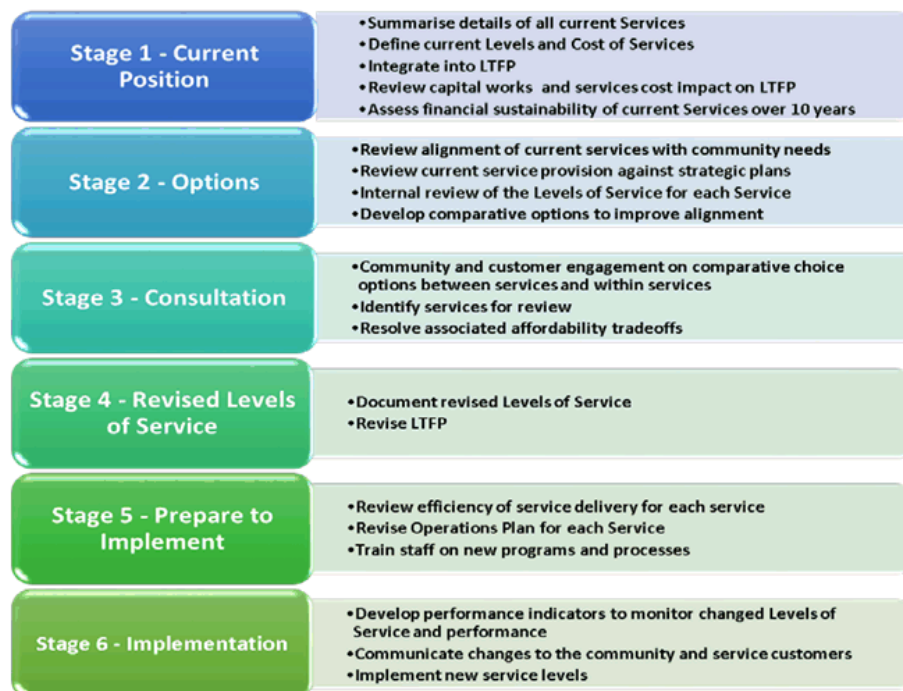 Stage 1 - Current
Position
•Summarise details of all current Services
•Define current Levels and Cost of Services
•Integrate into LTFP
•Review capital works and services cost impact on LTFP
•Assess financial sustainability of current Services over 10 years
Stage 2 - Options
•Review alignment of current services with community needs
•Review current service provision against strategic plans
•Internal review of the Levels of Service for each Service
•Develop comparative options to improve alignment
Stage 3 - Consultation
•Community and customer engagement on comparative choice
options between services and within services
•Identify services for review
•Resolve associated affordability tradeoffs
Stage 4 - Revised Levels
of Service
•Document revised Levels of Service
•Revise LTFP
Stage 5 - Prepare to
Implement
•Review efficiency of service delivery for each service
•Revise Operations Plan for each Service
•Train staff on new programs and processes
Stage 6 - Implementation
•Develop performance indicators to monitor changed Levels of
Service and performance
•Communicate changes to the community and service customers
•Implement new service levels